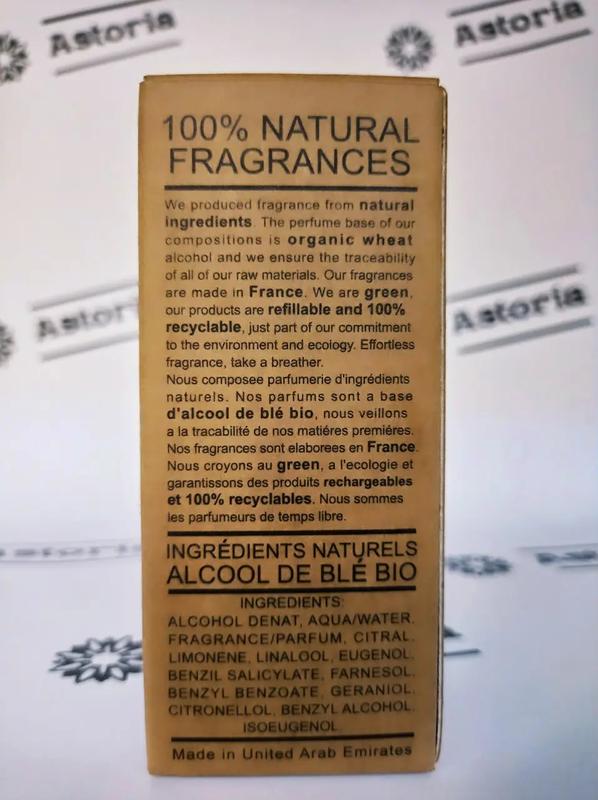 Astoria
Astoria
100% NATURAL
FRAGRANCES
We produced fragrance from natural
ingredients. The perfume base of our
compositions is organic wheat
alcohol and we ensure the traceability
of all of our raw materials. Our fragrances
are made in France. We are green,
our products are refillable and 100%
recyclable, just part of our commitment
to the environment and ecology. Effortless
fragrance, take a breather.
Nous composee parfumerie d'ingrédients
naturels. Nos parfums sont a base
d'alcool de blé bio, nous veillons
a la tracabilité de nos matiéres premiéres.
Nos fragrances sont elaborees en France.
Nous croyons au green, a l'ecologie et
garantissons des produits rechargeables
et 100% recyclables. Nous sommes
les parfumeurs de temps libre.
INGRÉDIENTS NATURELS
ALCOOL DE BLÉ BIO
INGREDIENTS:
ALCOHOL DENAT, AQUA/WATER.
FRAGRANCE/PARFUM, CITRAL.
LIMONENE, LINALOOL, EUGENOL.
BENZIL SALICYLATE, FARNESOL.
BENZYL BENZOATE, GERANIOL.
CITRONELLOL, BENZYL ALCOHOL.
ISOEUGENOL.
Made in United Arab Emirates
Astoria
Astoria